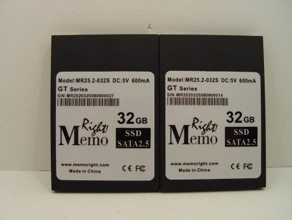 Model:MR25.2-032S DC:5V 600mA
GT Series
S/N: MR252032S080900027
32GB
Right!
Memo
SSD
SATA2.5
www.memoright.com
Made in China
CE FC
Model:MR25.2-032S DC:5V 600mA
GT Series
S/N: MR252032S080900014
32GB
Right!
Memo
SSD
SATA2.5
www.memoright.com
Made in China
CE FC